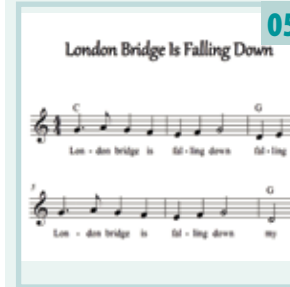 05
London Bridge Is Falling Down
C G
Lon - don bridge is fal - ling down fal - ling
5
G
Lon - don bridge is fal - ling down my